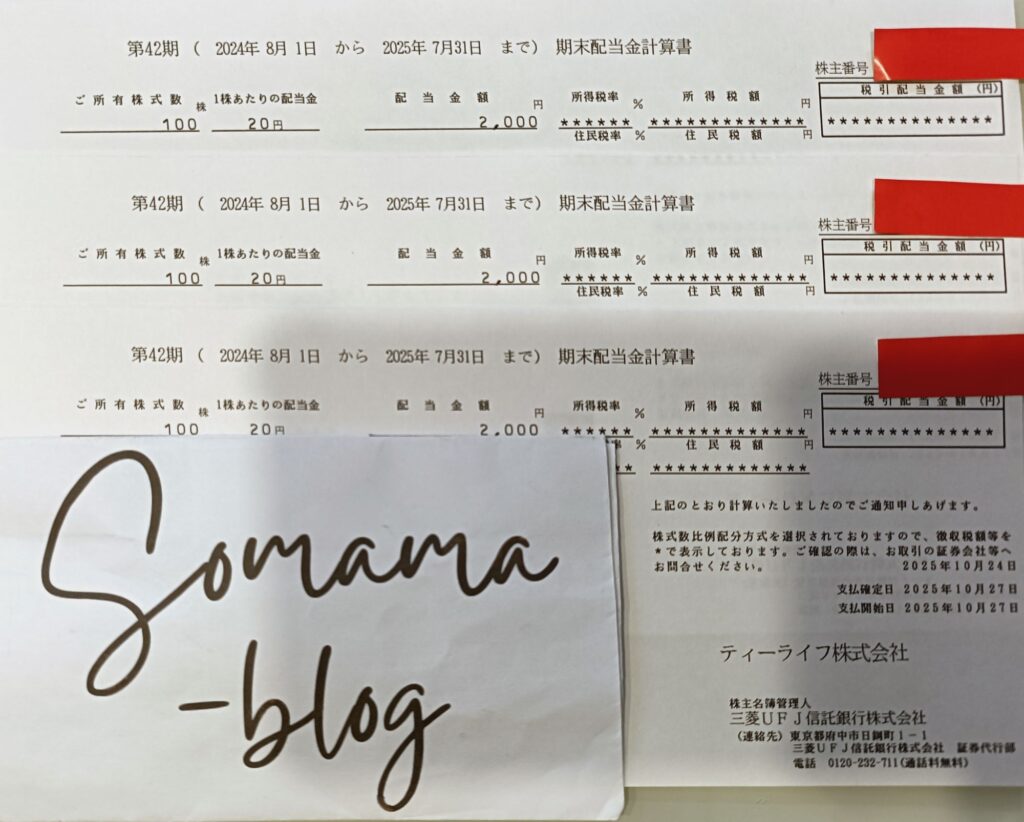 第42期 ( 2024年 8月 1日 から 2025年 7月31日 まで) 期末配当金計算書
株主番号
ご所有株式数 株 1株あたりの配当金 配当金額 円 所得税率 % 所得税額 円 税引配当金額 (円)
100 20円 2,000 ****** ************* **************
住民税率 % 住民税額 円
第42期 ( 2024年 8月 1日 から 2025年 7月31日 まで) 期末配当金計算書
株主番号
ご所有株式数 株 1株あたりの配当金 配当金額 円 所得税率 % 所得税額 円 税引配当金額 (円)
100 20円 2,000 ****** ************* **************
住民税率 % 住民税額 円
第42期 ( 2024年 8月 1日 から 2025年 7月31日 まで) 期末配当金計算書
株主番号
ご所有株式数 株 1株あたりの配当金 配当金額 円 所得税率 % 所得税額 円 税引配当金額 (円)
100 20円 2,000 ****** ************* **************
% 住民税額 円
** *************
上記のとおり計算いたしましたのでご通知申しあげます。
株式数比例配分方式を選択されておりますので、徴収税額等を
*で表示しております。ご確認の際は、お取引の証券会社等へ
お問合せください。 2025年10月24日
支払確定日 2025年10月27日
支払開始日 2025年10月27日
ティーライフ株式会社
株主名簿管理人
三菱UFJ信託銀行株式会社
(連絡先) 東京都府中市日鋼町1-1
三菱UFJ信託銀行株式会社 証券代行部
電話 0120-232-711(通話料無料)
Somama
-blog